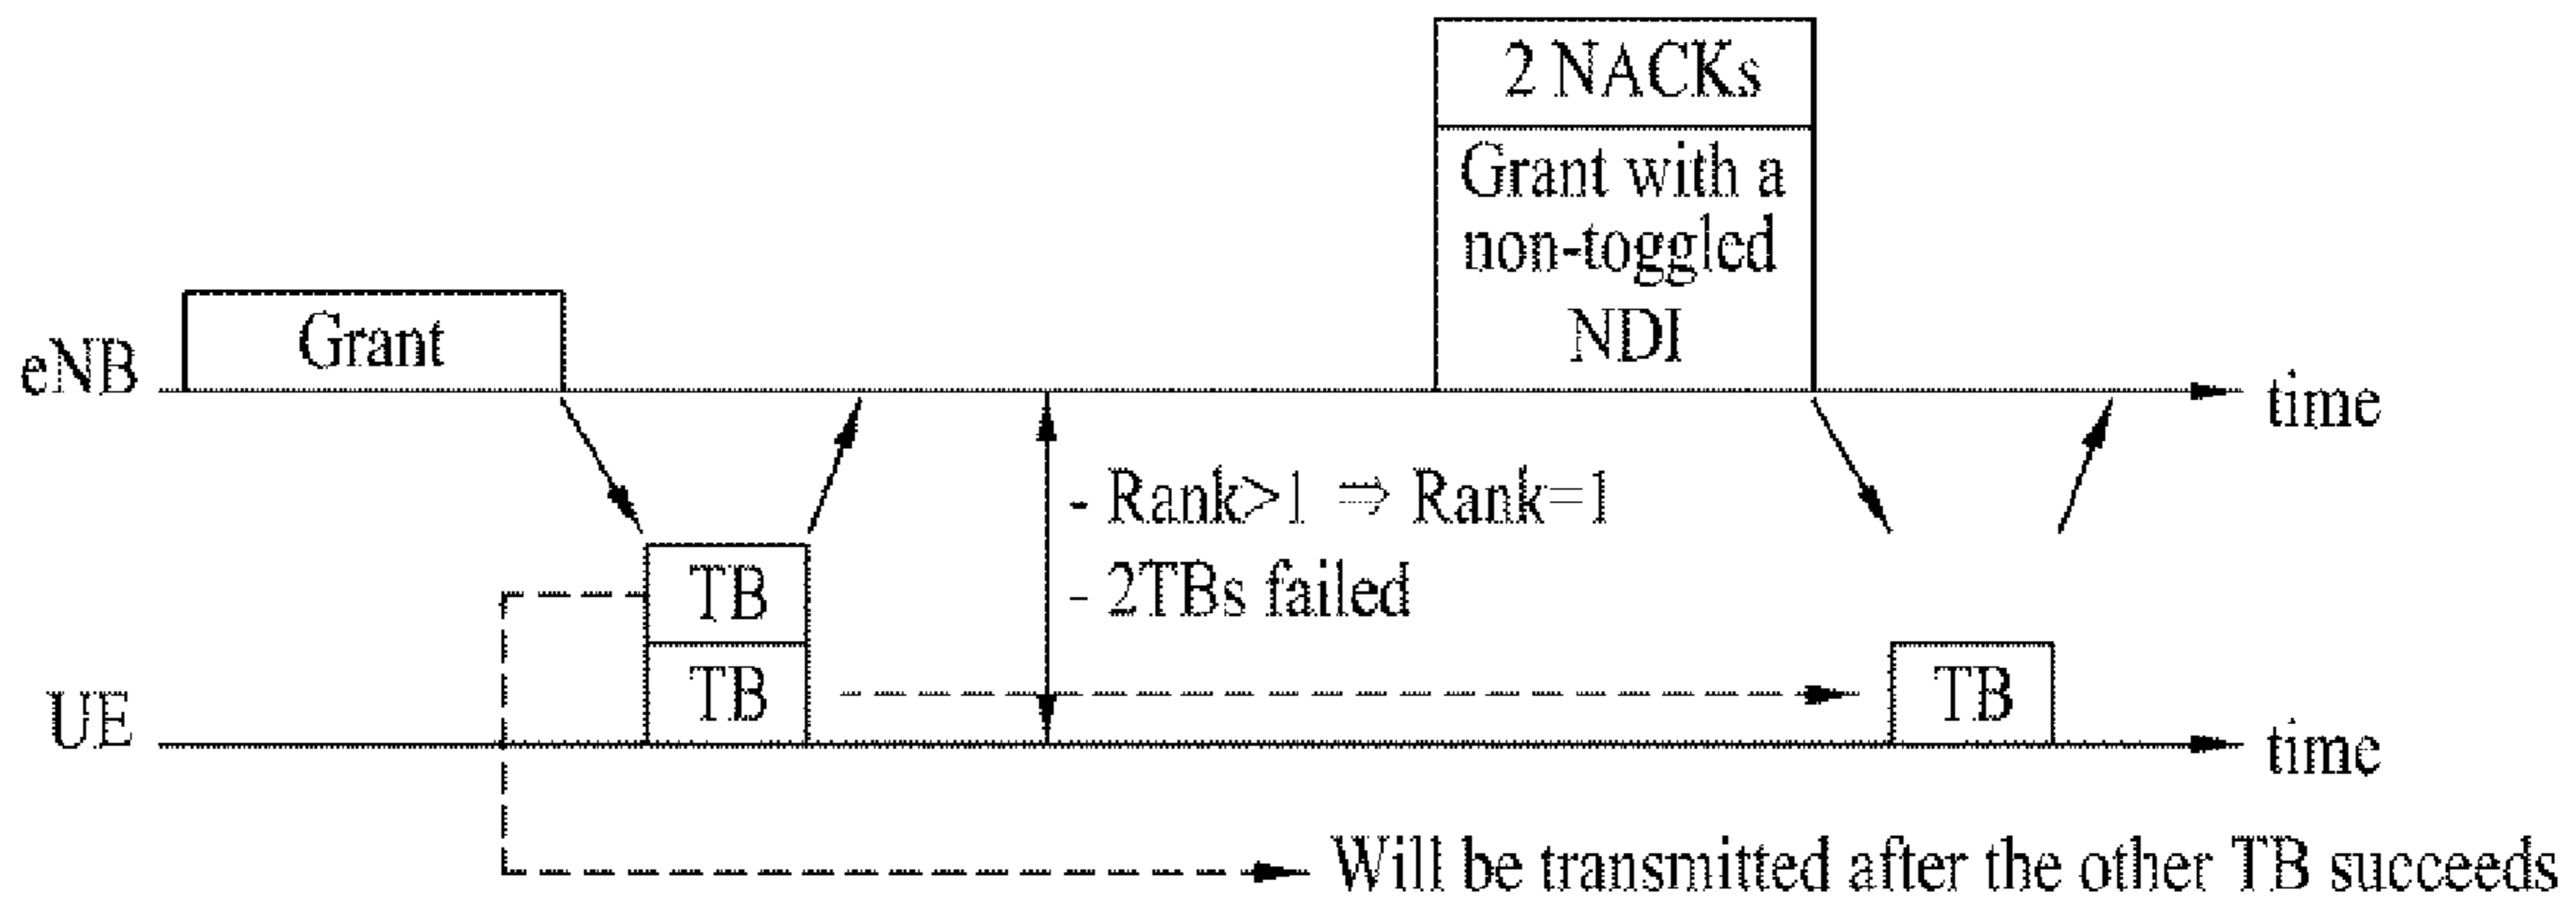 2 NACKs
Grant with a
non-toggled
NDI
Grant
eNB
time
- Rank>1 ⇒ Rank=1
- 2TBs failed
TB
TB
TB
UE
time
Will be transmitted after the other TB succeeds